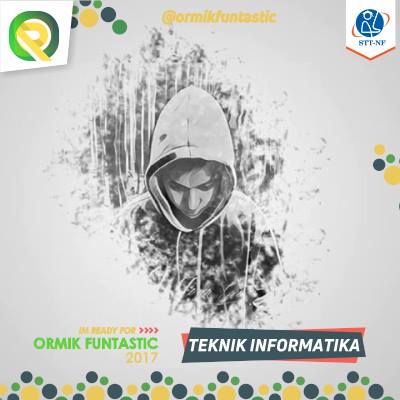 @ormikfuntastic
STT-NF
IM READY FOR >>>>
ORMIK FUNTASTIC
2017
TEKNIK INFORMATIKA